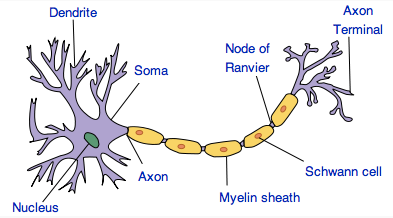 Dendrite
Axon
Terminal
Node of
Ranvier
Soma
Axon
Schwann cell
Myelin sheath
Nucleus